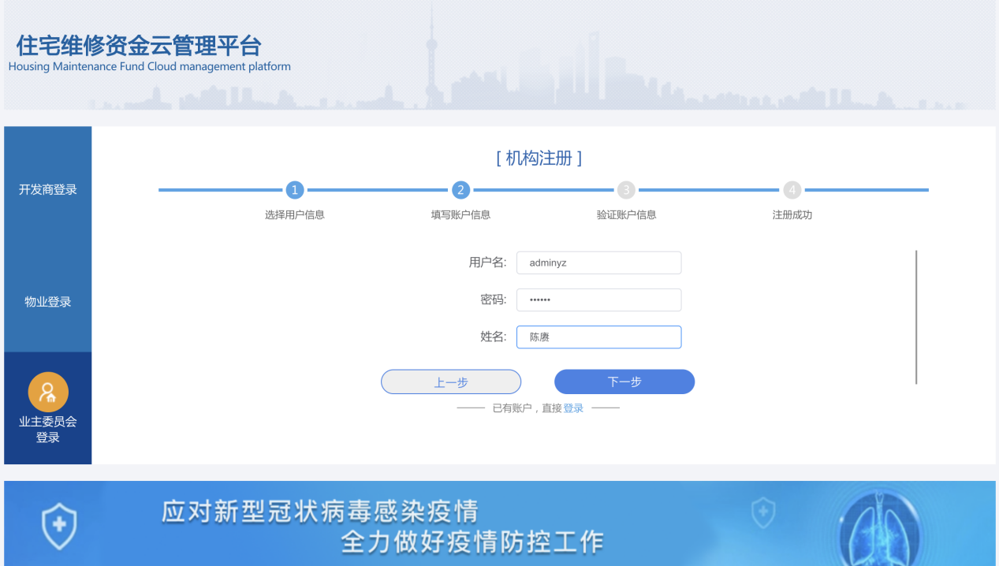 住宅维修资金云管理平台
Housing Maintenance Fund Cloud management platform
开发商登录
物业登录
业主委员会
登录
[ 机构注册 ]
1 2 3 4
选择用户信息 填写账户信息 验证账户信息 注册成功
用户名: adminyz
密码: ••••••
姓名: 陈赓
上一步 下一步
已有账户，直接登录
应对新型冠状病毒感染疫情
全力做好疫情防控工作